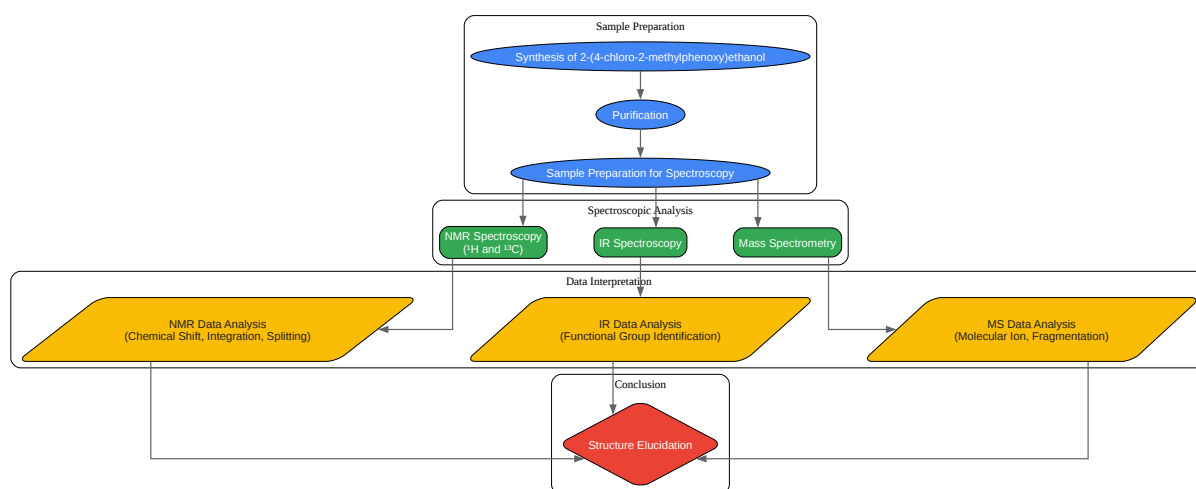 Sample Preparation
Synthesis of 2-(4-chloro-2-methylphenoxy)ethanol
Purification
Sample Preparation for Spectroscopy
Spectroscopic Analysis
NMR Spectroscopy
(¹H and ¹³C)
IR Spectroscopy
Mass Spectrometry
Data Interpretation
NMR Data Analysis
(Chemical Shift, Integration, Splitting)
IR Data Analysis
(Functional Group Identification)
MS Data Analysis
(Molecular Ion, Fragmentation)
Conclusion
Structure Elucidation